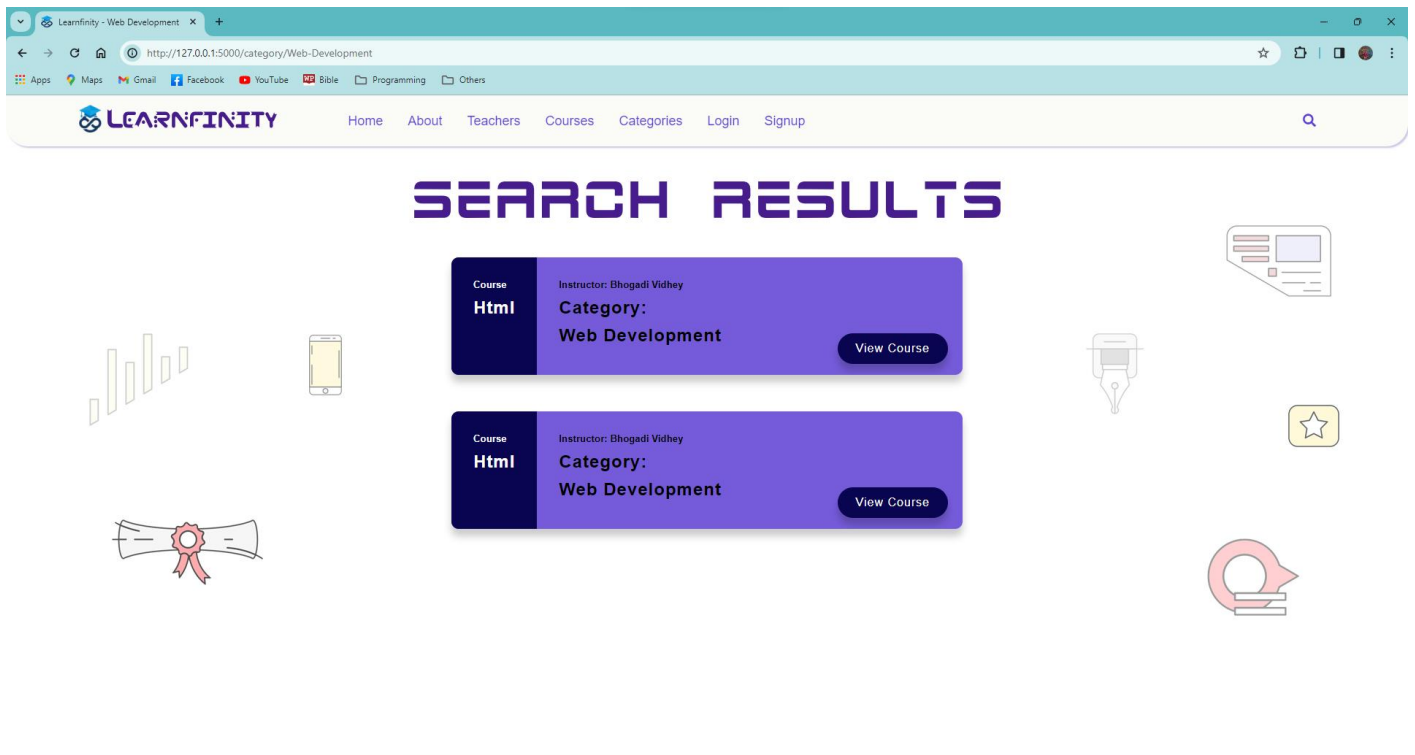 Learnfinity - Web Development
http://127.0.0.1:5000/category/Web-Development
Apps Maps Gmail Facebook YouTube Bible Programming Others
LEARNFINITY Home About Teachers Courses Categories Login Signup
SEARCH RESULTS
Course
Html
Instructor: Bhogadi Vidhey
Category:
Web Development
View Course
Course
Html
Instructor: Bhogadi Vidhey
Category:
Web Development
View Course